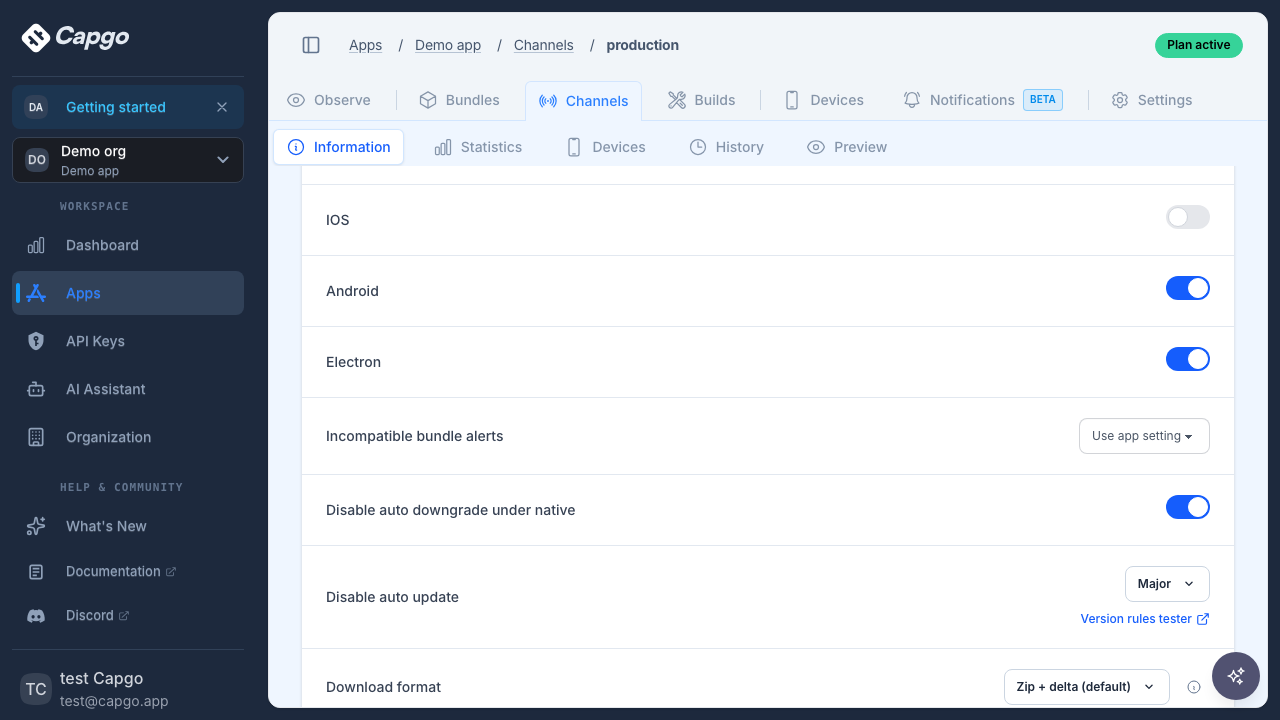 Capgo
DA Getting started
DO Demo org
Demo app
WORKSPACE
Dashboard
Apps
API Keys
AI Assistant
Organization
HELP & COMMUNITY
What's New
Documentation
Discord
TC test Capgo
test@capgo.app
Apps / Demo app / Channels / production
Plan active
Observe Bundles Channels Builds Devices Notifications BETA Settings
Information Statistics Devices History Preview
IOS
Android
Electron
Incompatible bundle alerts Use app setting
Disable auto downgrade under native
Disable auto update Major
Version rules tester
Download format Zip + delta (default)